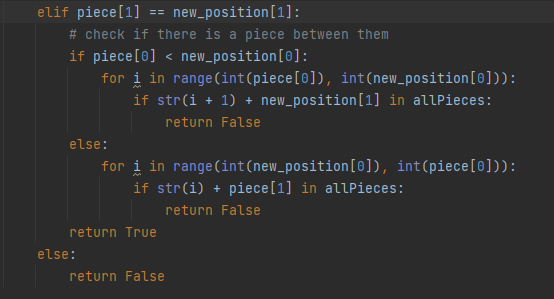 elif piece[1] == new_position[1]:
    # check if there is a piece between them
    if piece[0] < new_position[0]:
        for i in range(int(piece[0]), int(new_position[0])):
            if str(i + 1) + new_position[1] in allPieces:
                return False
    else:
        for i in range(int(new_position[0]), int(piece[0])):
            if str(i) + piece[1] in allPieces:
                return False
    return True
else:
    return False